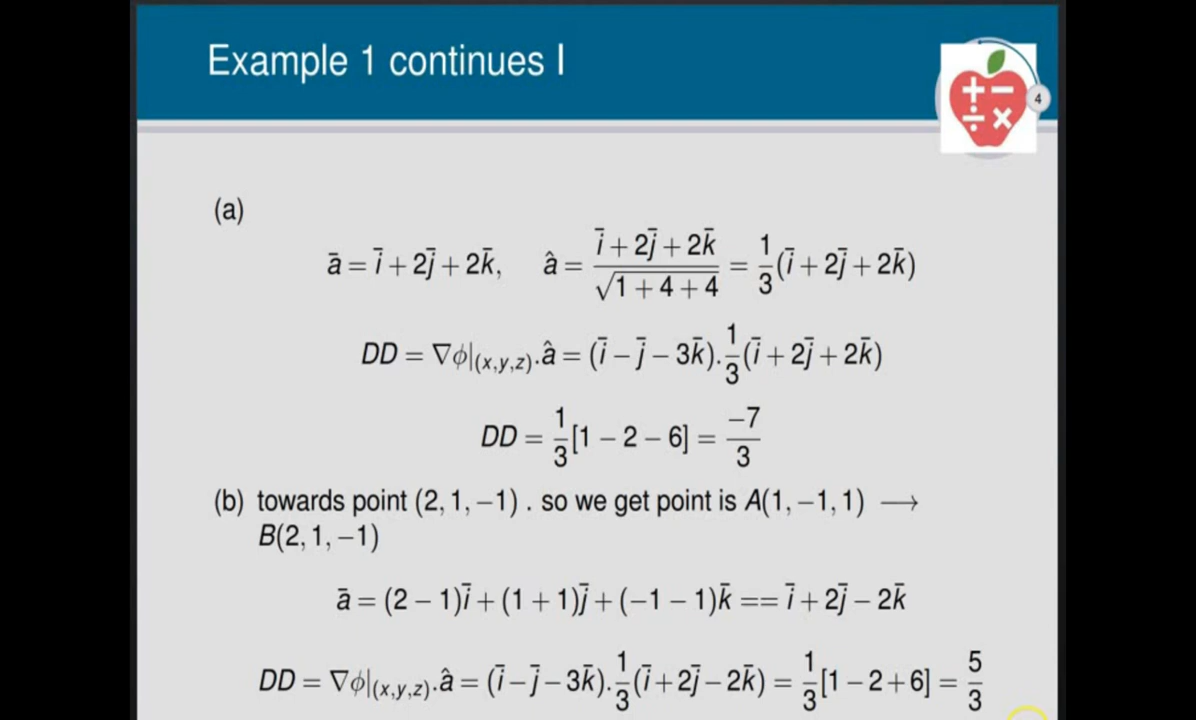 Example 1 continues I
4
(a)
ā = ī + 2j̄ + 2k̄, â = (ī + 2j̄ + 2k̄)/√(1 + 4 + 4) = 1/3(ī + 2j̄ + 2k̄)
DD = ∇ϕ|(x,y,z).â = (ī − j̄ − 3k̄).1/3(ī + 2j̄ + 2k̄)
DD = 1/3[1 − 2 − 6] = −7/3
(b) towards point (2, 1, −1) . so we get point is A(1, −1, 1) ⟶
B(2, 1, −1)
ā = (2 − 1)ī + (1 + 1)j̄ + (−1 − 1)k̄ == ī + 2j̄ − 2k̄
DD = ∇ϕ|(x,y,z).â = (ī − j̄ − 3k̄).1/3(ī + 2j̄ − 2k̄) = 1/3[1 − 2 + 6] = 5/3